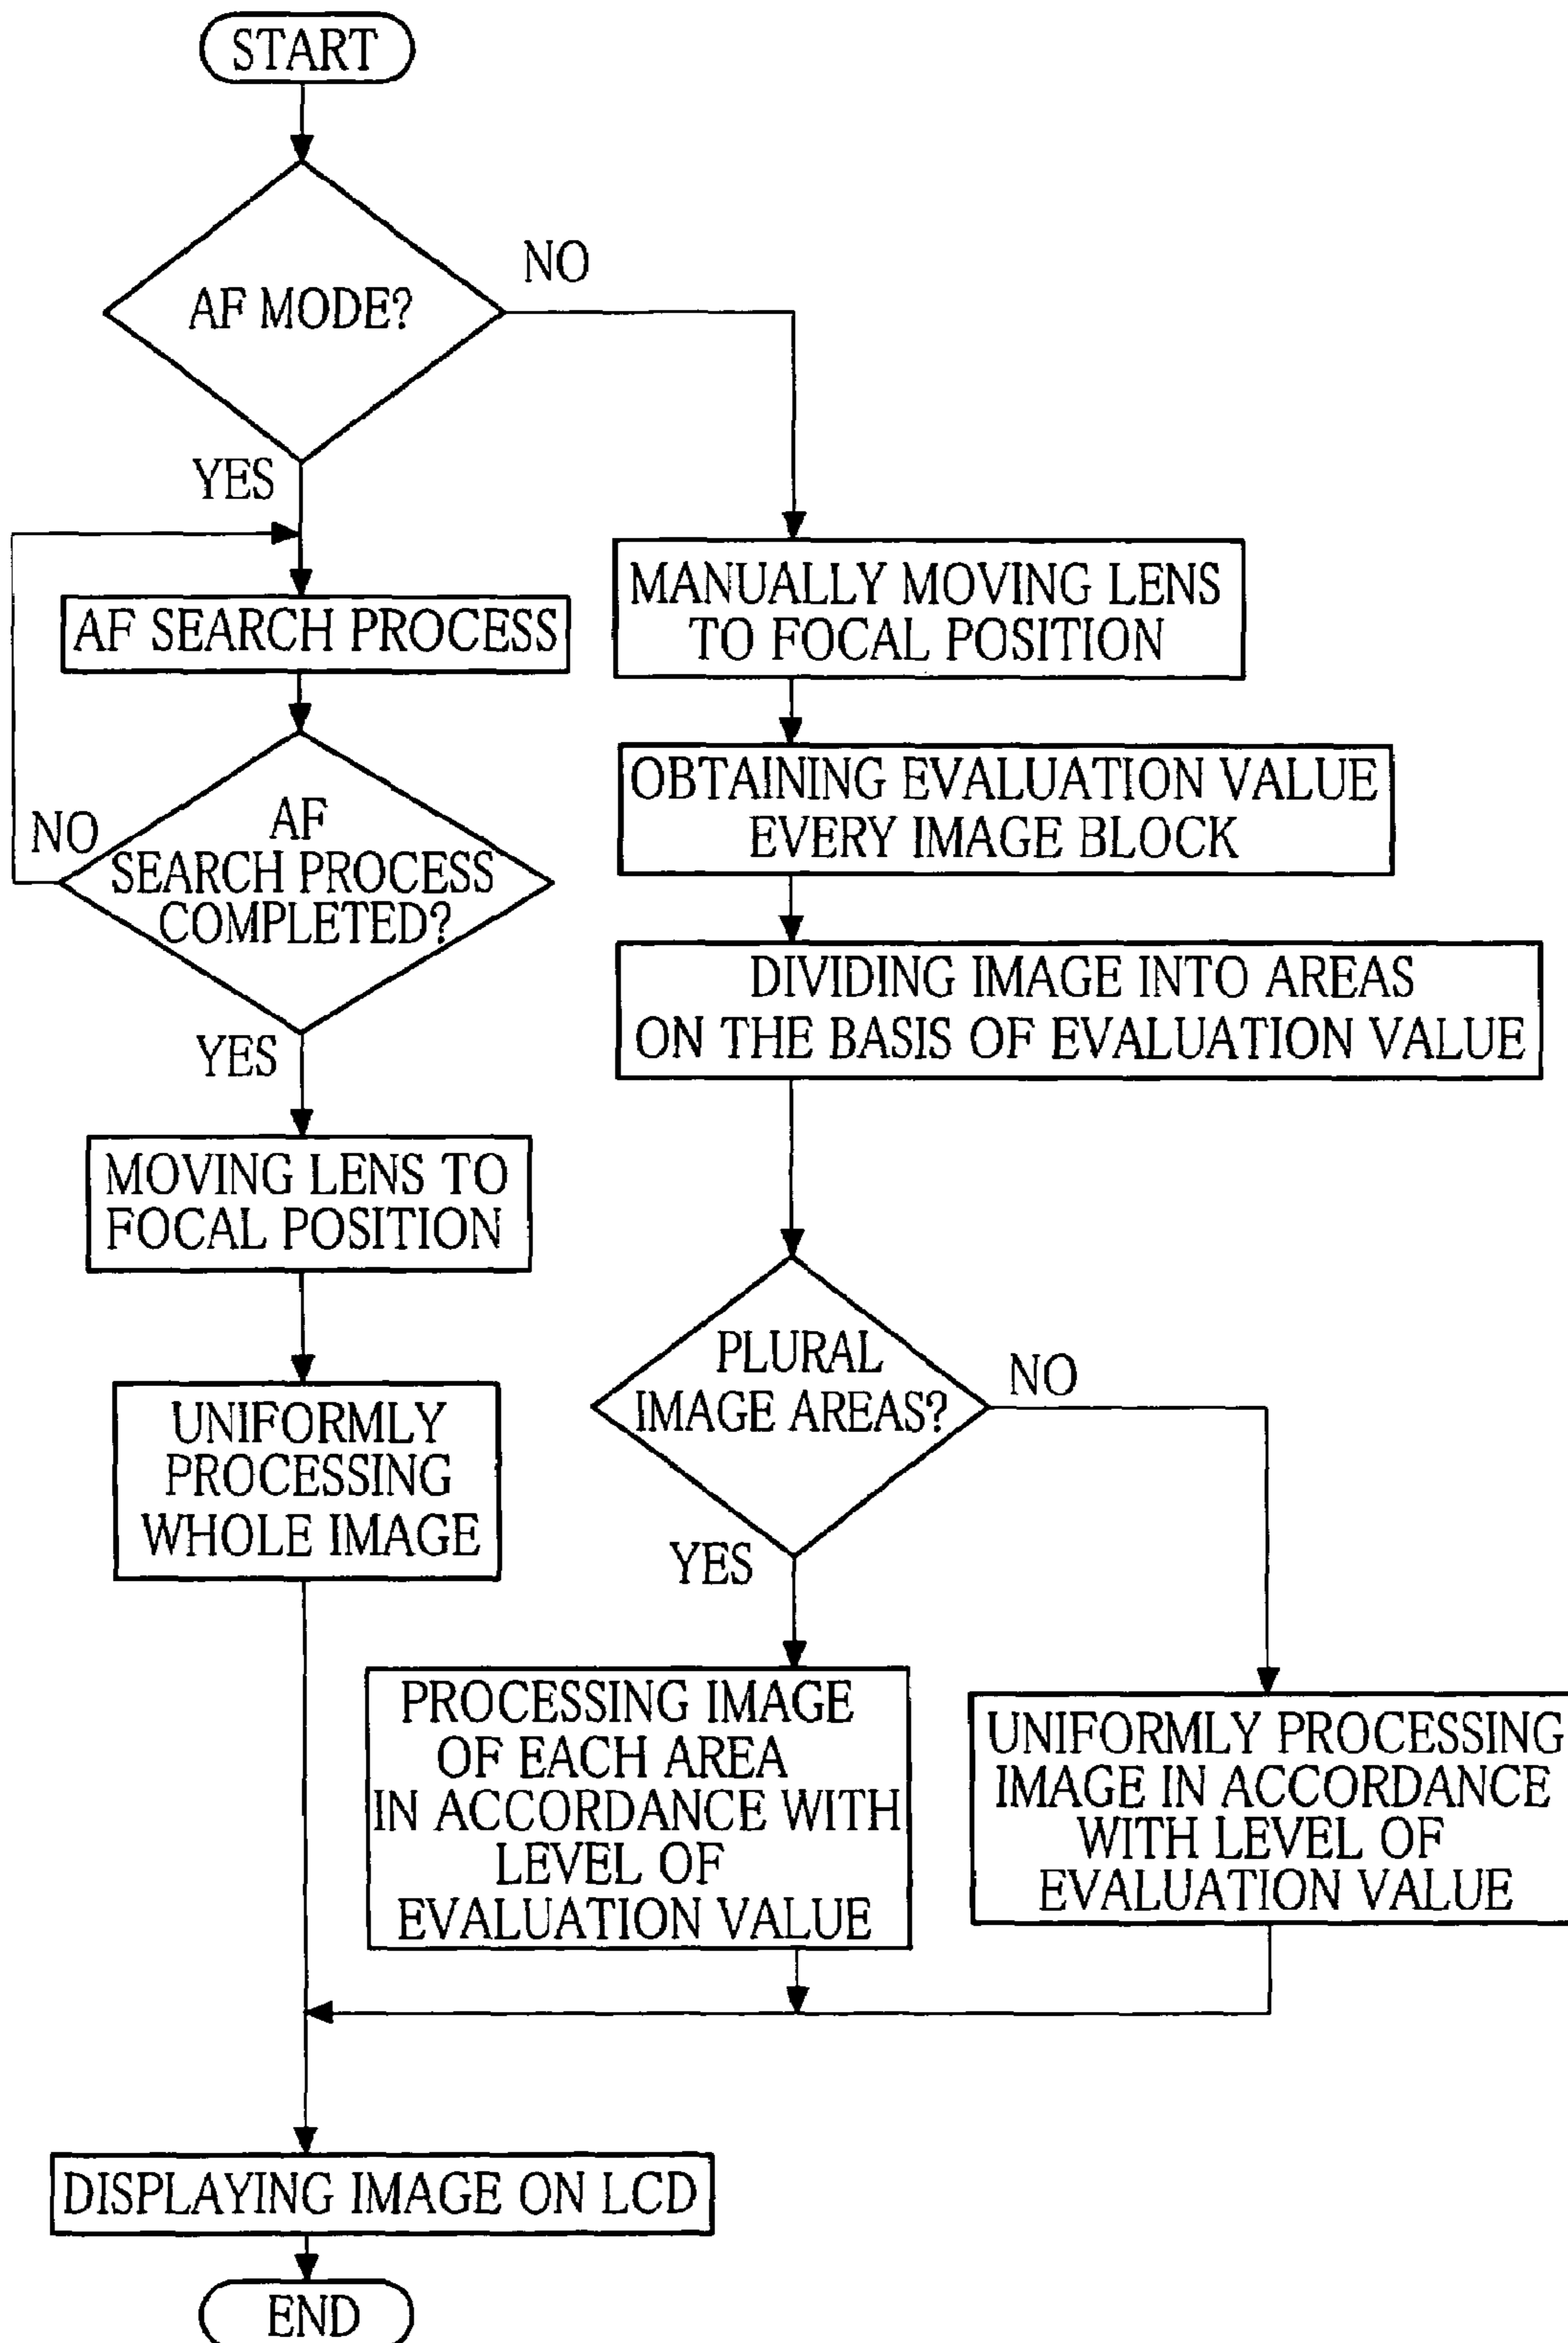 START
AF MODE?
NO
YES
AF SEARCH PROCESS
NO
AF
SEARCH PROCESS
COMPLETED?
YES
MOVING LENS TO
FOCAL POSITION
UNIFORMLY
PROCESSING
WHOLE IMAGE
MANUALLY MOVING LENS
TO FOCAL POSITION
OBTAINING EVALUATION VALUE
EVERY IMAGE BLOCK
DIVIDING IMAGE INTO AREAS
ON THE BASIS OF EVALUATION VALUE
PLURAL
IMAGE AREAS?
NO
YES
PROCESSING IMAGE
OF EACH AREA
IN ACCORDANCE WITH
LEVEL OF
EVALUATION VALUE
UNIFORMLY PROCESSING
IMAGE IN ACCORDANCE
WITH LEVEL OF
EVALUATION VALUE
DISPLAYING IMAGE ON LCD
END